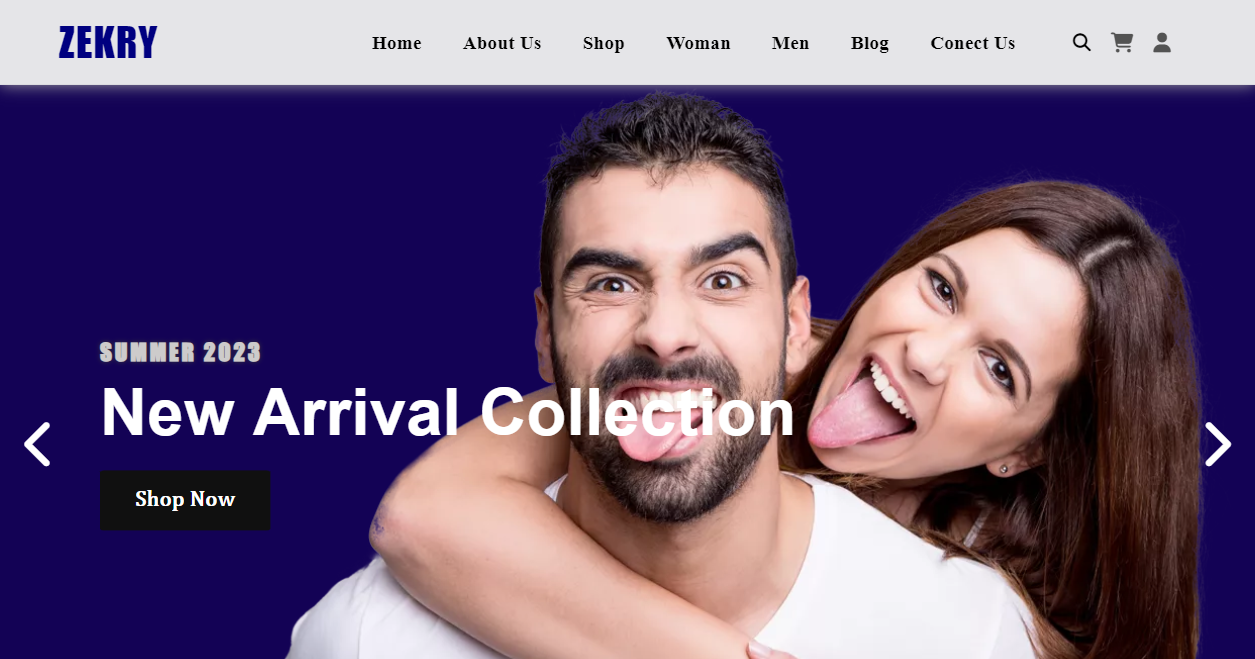 ZEKRY
Home About Us Shop Woman Men Blog Conect Us
SUMMER 2023
New Arrival Collection
Shop Now